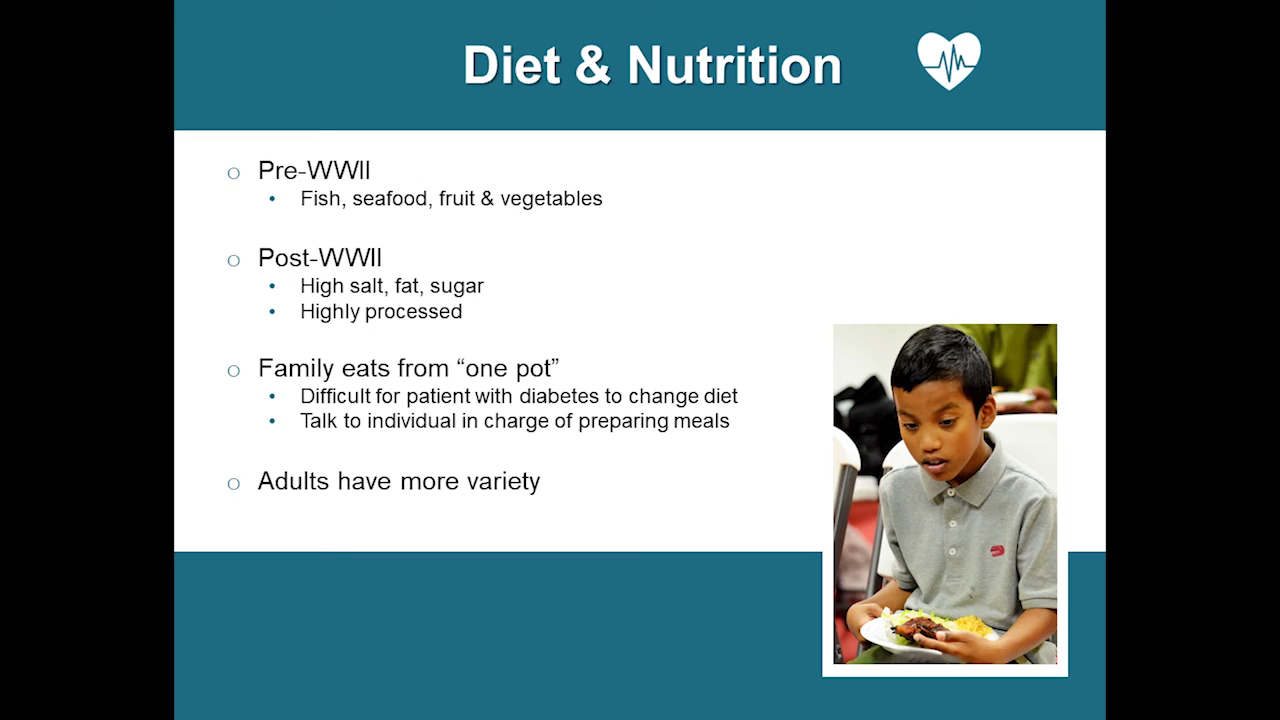 Diet & Nutrition
Pre-WWII
Fish, seafood, fruit & vegetables
Post-WWII
High salt, fat, sugar
Highly processed
Family eats from “one pot”
Difficult for patient with diabetes to change diet
Talk to individual in charge of preparing meals
Adults have more variety